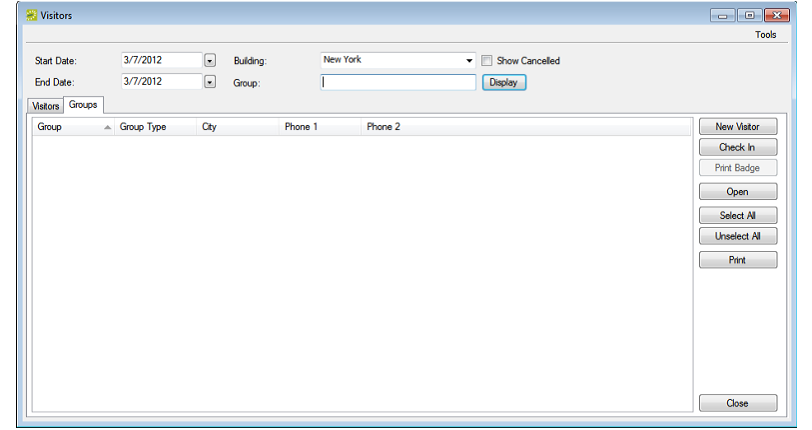 Visitors
Tools
Start Date: 3/7/2012 Building: New York Show Cancelled
End Date: 3/7/2012 Group: Display
Visitors Groups
Group Group Type City Phone 1 Phone 2
New Visitor
Check In
Print Badge
Open
Select All
Unselect All
Print
Close